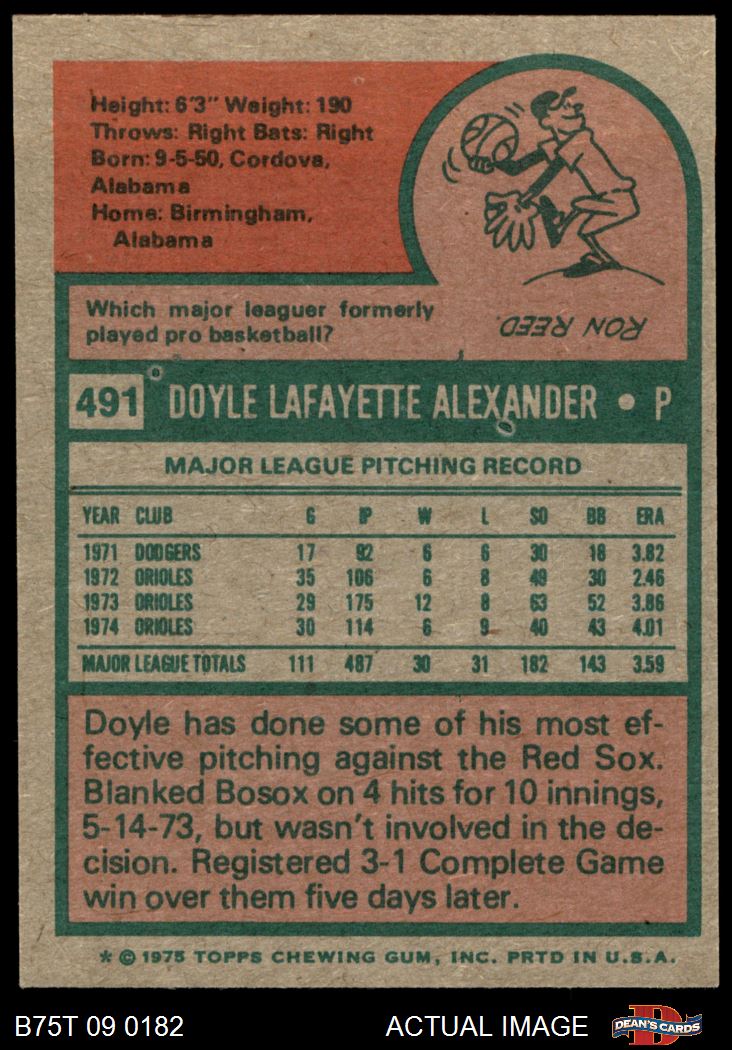 Height: 6'3" Weight: 190
Throws: Right Bats: Right
Born: 9-5-50, Cordova,
Alabama
Home: Birmingham,
Alabama
Which major leaguer formerly
played pro basketball?
RON REED
491 DOYLE LAFAYETTE ALEXANDER • P
MAJOR LEAGUE PITCHING RECORD
YEAR CLUB G IP W L SO BB ERA
1971 DODGERS 17 92 6 6 30 18 3.82
1972 ORIOLES 35 106 6 8 49 30 2.46
1973 ORIOLES 29 175 12 8 63 52 3.86
1974 ORIOLES 30 114 6 9 40 43 4.01
MAJOR LEAGUE TOTALS 111 487 30 31 182 143 3.59
Doyle has done some of his most ef-
fective pitching against the Red Sox.
Blanked Bosox on 4 hits for 10 innings,
5-14-73, but wasn't involved in the de-
cision. Registered 3-1 Complete Game
win over them five days later.
* © 1975 TOPPS CHEWING GUM, INC. PRTD IN U.S.A.
B75T 09 0182 ACTUAL IMAGE D DEAN'S CARDS